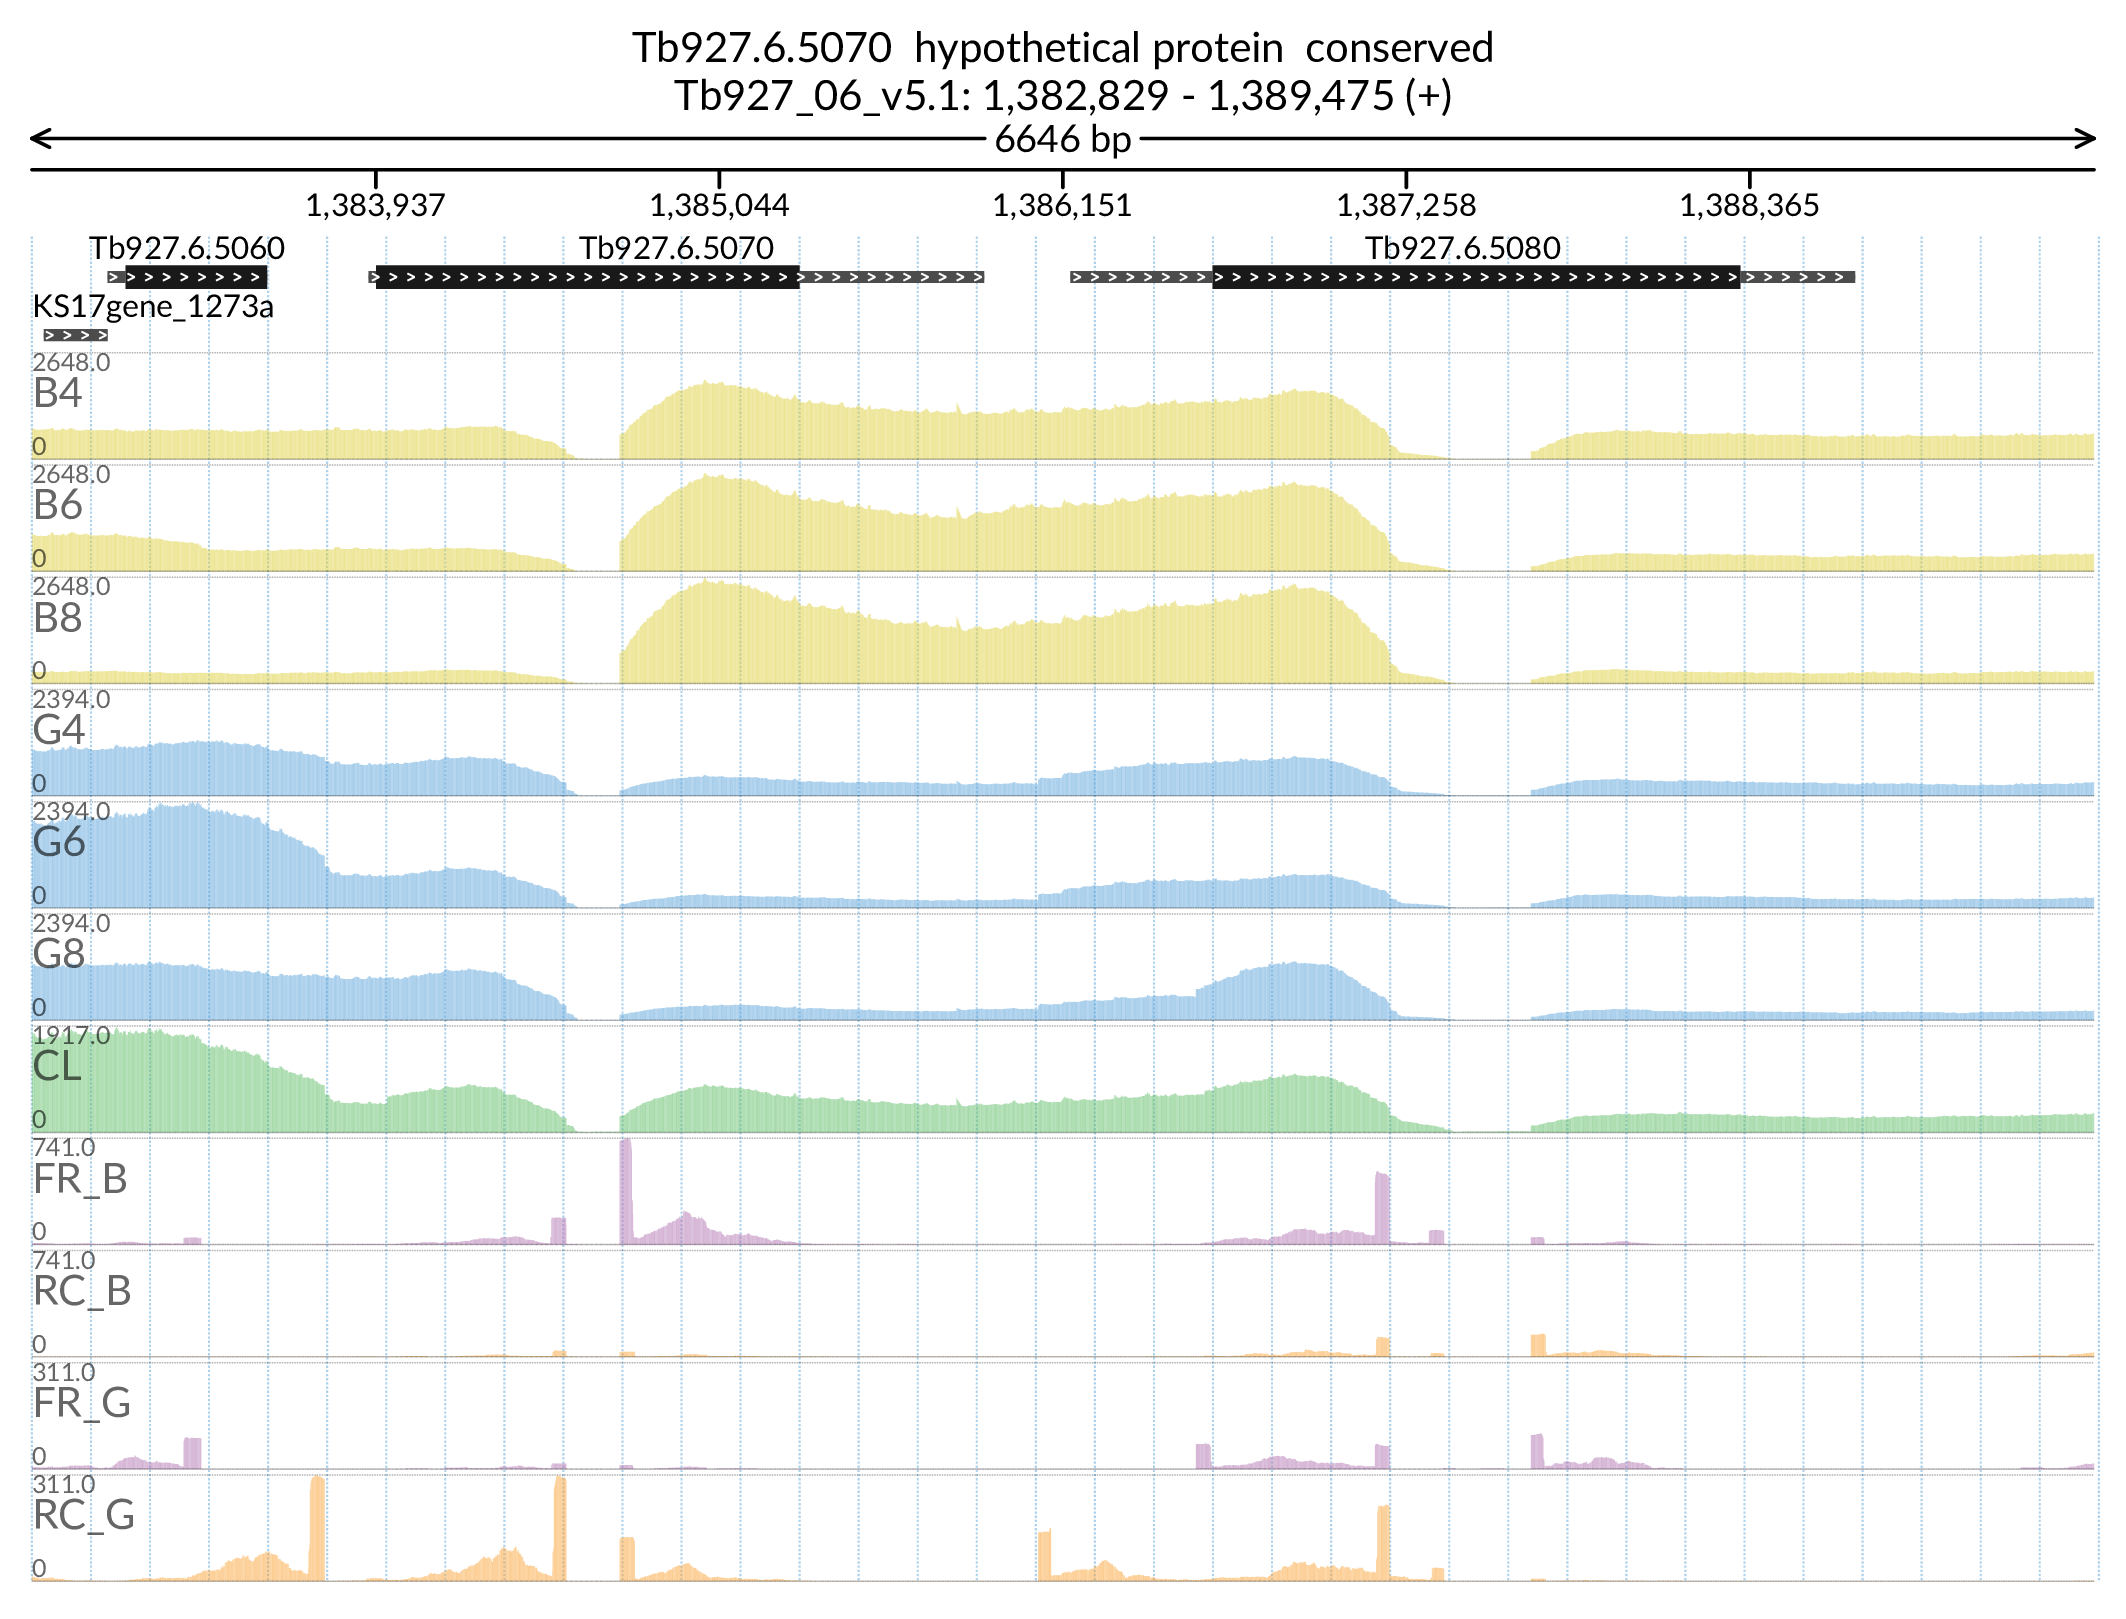 Tb927.6.5070 hypothetical protein conserved
Tb927_06_v5.1: 1,382,829 - 1,389,475 (+)
6646 bp
1,383,937 1,385,044 1,386,151 1,387,258 1,388,365
Tb927.6.5060 Tb927.6.5070 Tb927.6.5080
KS17gene_1273a
2648.0
B4
0
2648.0
B6
0
2648.0
B8
0
2394.0
G4
0
2394.0
G6
0
2394.0
G8
0
1917.0
CL
0
741.0
FR_B
0
741.0
RC_B
0
311.0
FR_G
0
311.0
RC_G
0